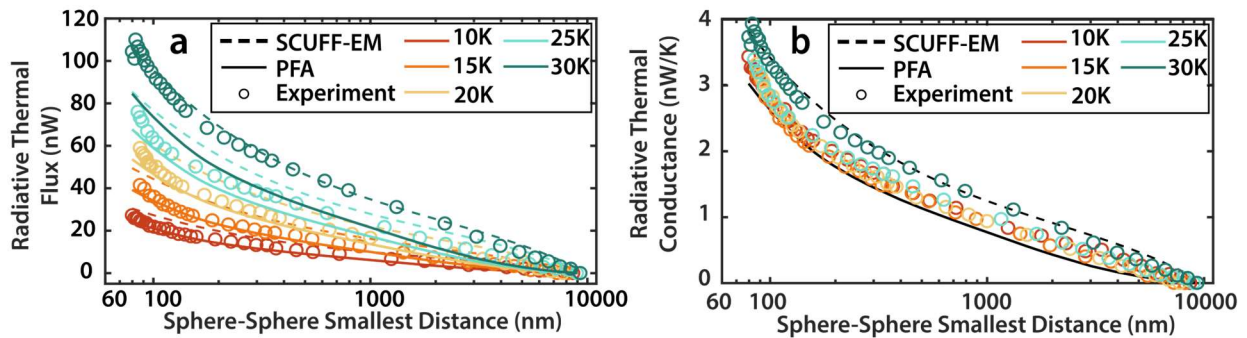 a
Radiative Thermal
Flux (nW)
120
100
80
60
40
20
0
SCUFF-EM
PFA
Experiment
10K
15K
20K
25K
30K
60
100
1000
10000
Sphere-Sphere Smallest Distance (nm)
b
Radiative Thermal
Conductance (nW/K)
4
3
2
1
0
SCUFF-EM
PFA
Experiment
10K
15K
20K
25K
30K
60
100
1000
10000
Sphere-Sphere Smallest Distance (nm)